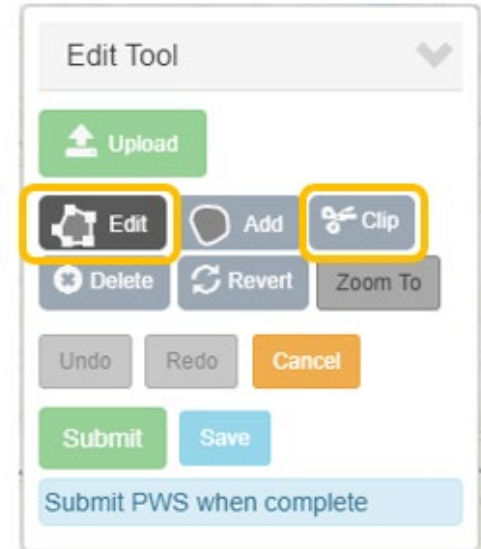 Edit Tool
Upload
Edit Add Clip
Delete Revert Zoom To
Undo Redo Cancel
Submit Save
Submit PWS when complete